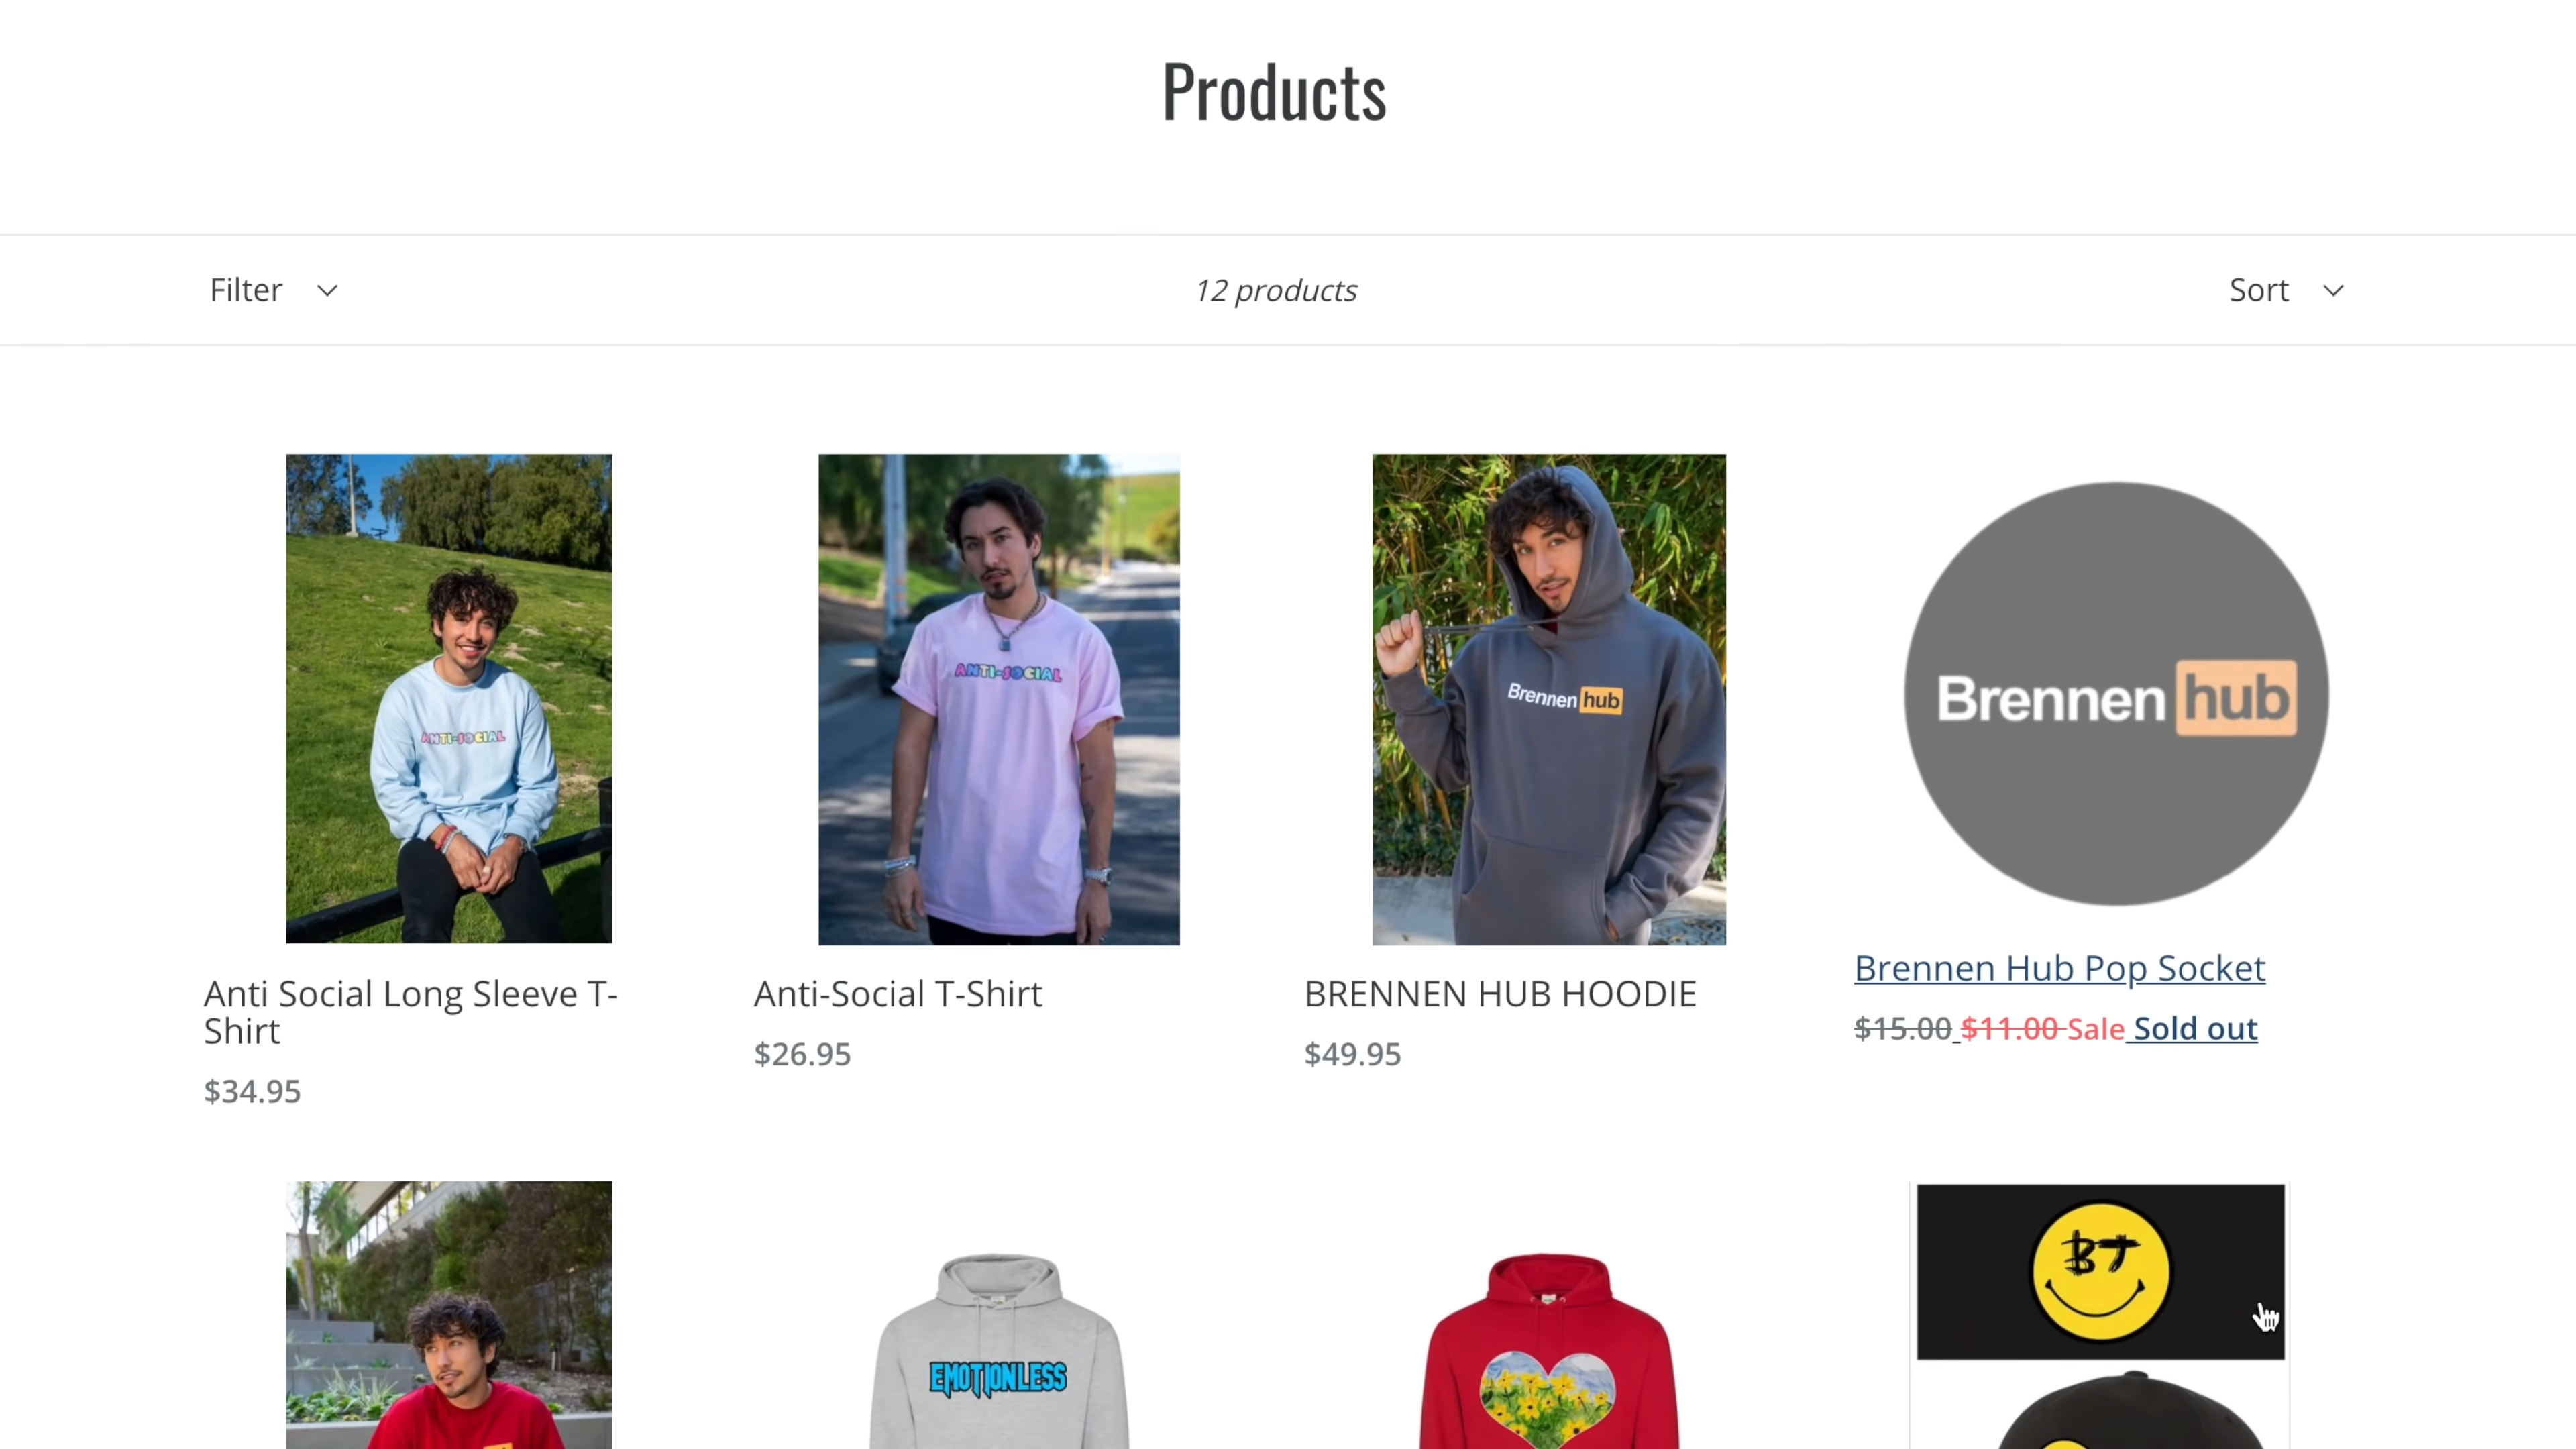 Products
Filter
12 products
Sort
ANTI-SOCIAL
ANTI-SOCIAL
Brennen hub
Brennen hub
Anti Social Long Sleeve T-
Shirt
$34.95
Anti-Social T-Shirt
$26.95
BRENNEN HUB HOODIE
$49.95
Brennen Hub Pop Socket
$15.00 $11.00 Sale Sold out
EMOTIONLESS
BT